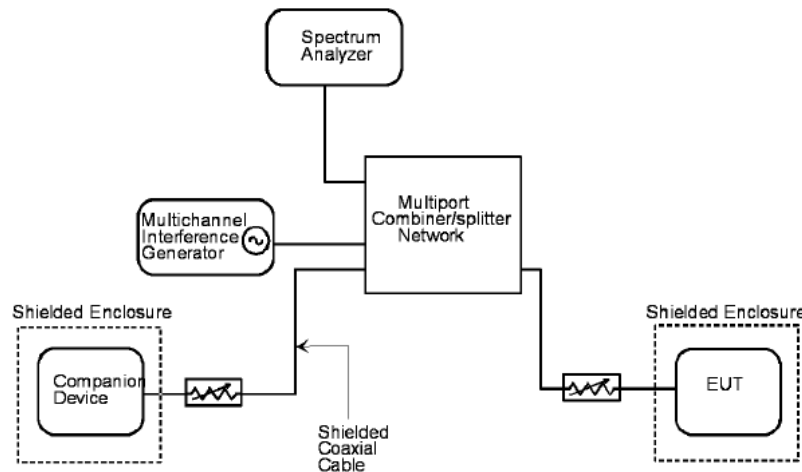 Spectrum
Analyzer
Multiport
Combiner/splitter
Network
Multichannel
Interference
Generator
Shielded Enclosure
Companion
Device
Shielded
Coaxial
Cable
Shielded Enclosure
EUT